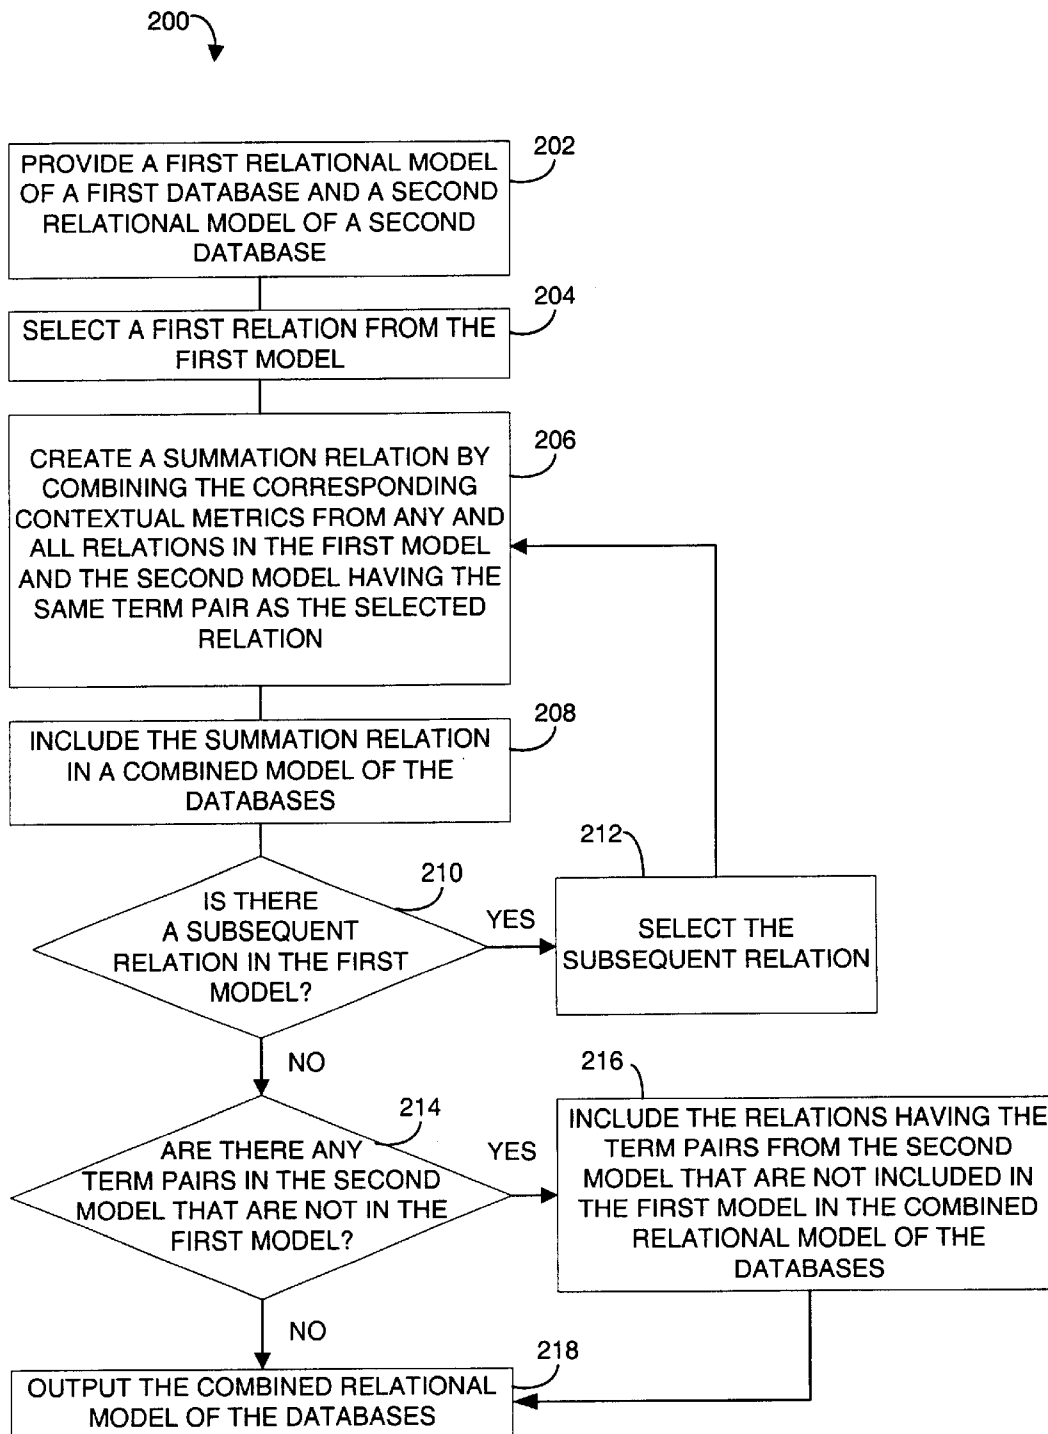 200
202
PROVIDE A FIRST RELATIONAL MODEL
OF A FIRST DATABASE AND A SECOND
RELATIONAL MODEL OF A SECOND
DATABASE
204
SELECT A FIRST RELATION FROM THE
FIRST MODEL
206
CREATE A SUMMATION RELATION BY
COMBINING THE CORRESPONDING
CONTEXTUAL METRICS FROM ANY AND
ALL RELATIONS IN THE FIRST MODEL
AND THE SECOND MODEL HAVING THE
SAME TERM PAIR AS THE SELECTED
RELATION
208
INCLUDE THE SUMMATION RELATION
IN A COMBINED MODEL OF THE
DATABASES
210
IS THERE
A SUBSEQUENT
RELATION IN THE FIRST
MODEL?
YES
212
SELECT THE
SUBSEQUENT RELATION
NO
214
ARE THERE ANY
TERM PAIRS IN THE SECOND
MODEL THAT ARE NOT IN THE
FIRST MODEL?
YES
216
INCLUDE THE RELATIONS HAVING THE
TERM PAIRS FROM THE SECOND
MODEL THAT ARE NOT INCLUDED IN
THE FIRST MODEL IN THE COMBINED
RELATIONAL MODEL OF THE
DATABASES
NO
218
OUTPUT THE COMBINED RELATIONAL
MODEL OF THE DATABASES